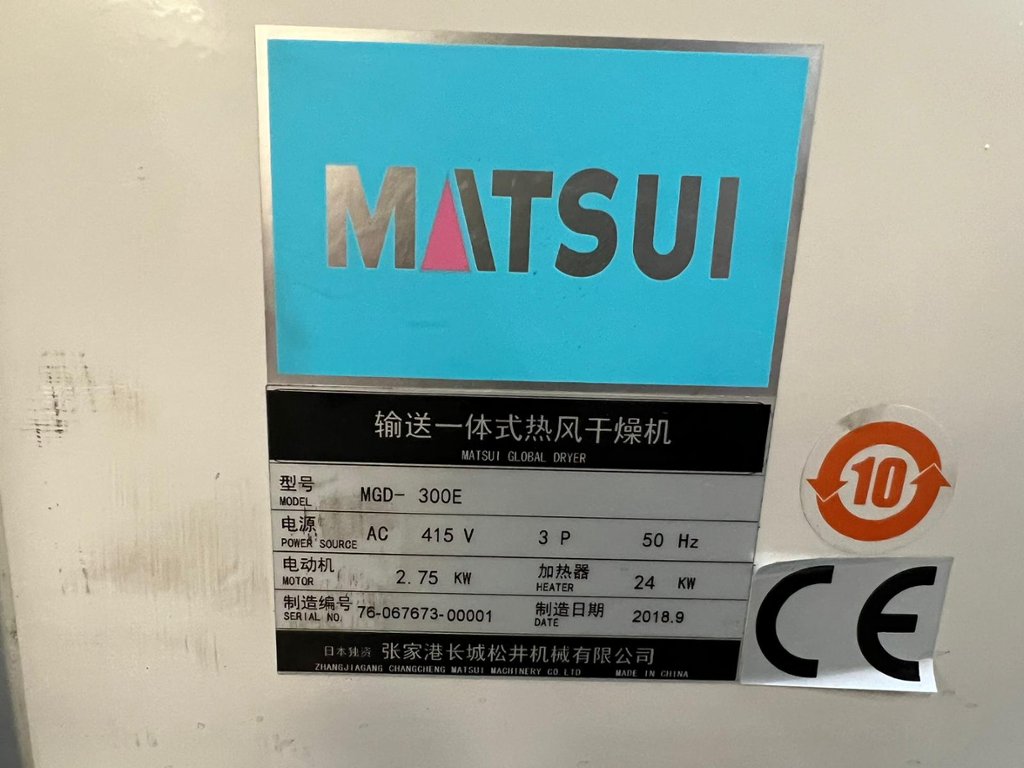 MATSUI
输送一体式热风干燥机
MATSUI GLOBAL DRYER
型号 MODEL MGD- 300E
电源 POWER SOURCE AC 415 V 3 P 50 Hz
电动机 MOTOR 2.75 KW 加热器 HEATER 24 KW
制造编号 SERIAL NO. 76-067673-00001 制造日期 DATE 2018.9
日本独资 张家港长城松井机械有限公司
ZHANGJIAGANG CHANGCHENG MATSUI MACHINERY CO LTD MADE IN CHINA
10
CE